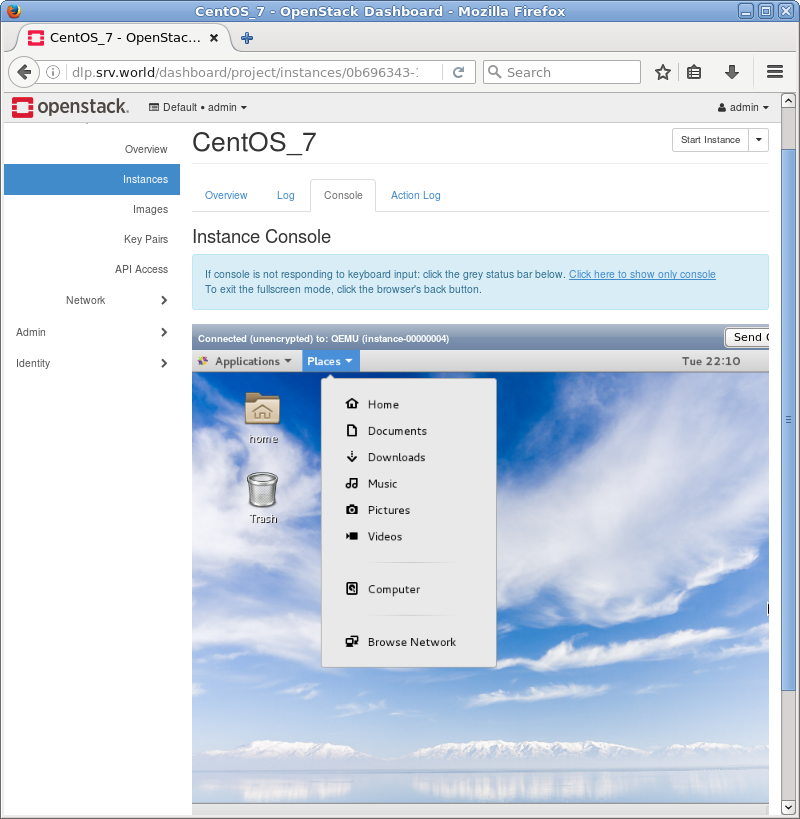 CentOS_7 - OpenStack Dashboard - Mozilla Firefox
CentOS_7 - OpenStac...
dlp.srv.world/dashboard/project/instances/0b696343-
Search
openstack.
Default • admin
admin
Overview
Instances
Images
Key Pairs
API Access
Network
Admin
Identity
CentOS_7
Start Instance
Overview
Log
Console
Action Log
Instance Console
If console is not responding to keyboard input: click the grey status bar below. Click here to show only console
To exit the fullscreen mode, click the browser's back button.
Connected (unencrypted) to: QEMU (instance-00000004)
Send
Applications
Places
Tue 22:10
home
Trash
Home
Documents
Downloads
Music
Pictures
Videos
Computer
Browse Network